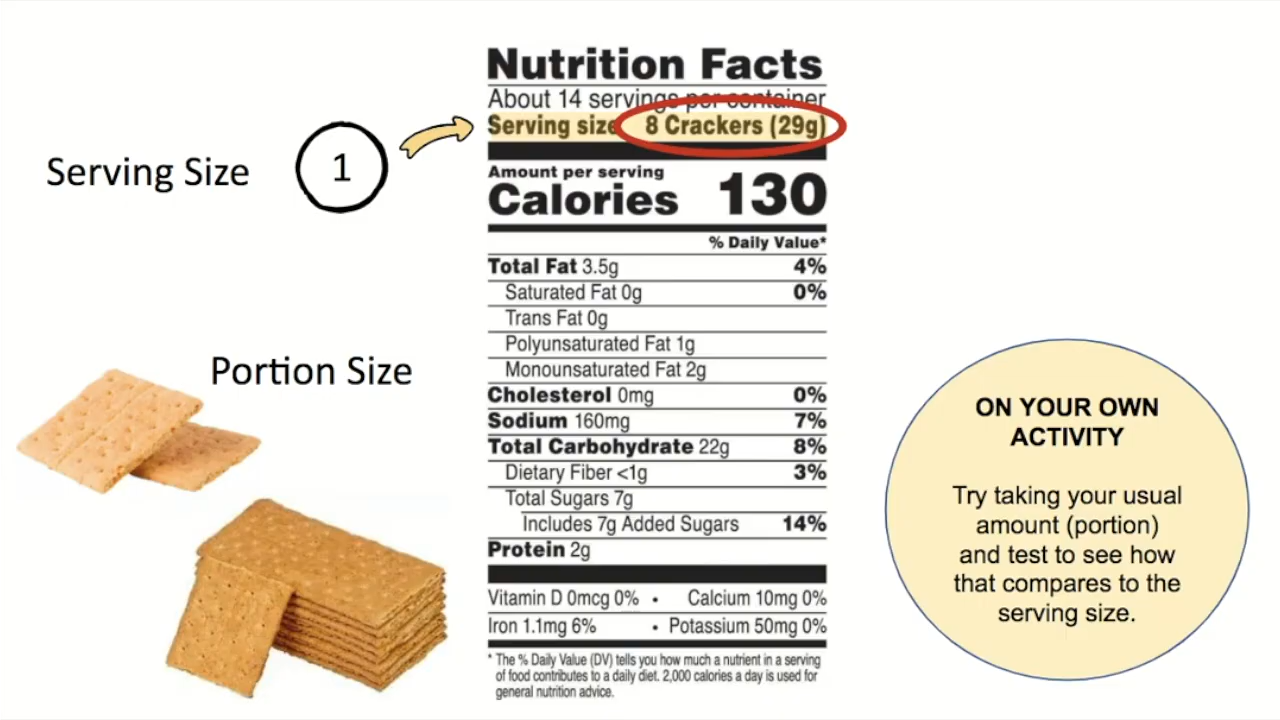 Serving Size
1
Portion Size
Nutrition Facts
About 14 servings per container
Serving size 8 Crackers (29g)
Amount per serving
Calories 130
% Daily Value*
Total Fat 3.5g 4%
Saturated Fat 0g 0%
Trans Fat 0g
Polyunsaturated Fat 1g
Monounsaturated Fat 2g
Cholesterol 0mg 0%
Sodium 160mg 7%
Total Carbohydrate 22g 8%
Dietary Fiber <1g 3%
Total Sugars 7g
Includes 7g Added Sugars 14%
Protein 2g
Vitamin D 0mcg 0% • Calcium 10mg 0%
Iron 1.1mg 6% • Potassium 50mg 0%
* The % Daily Value (DV) tells you how much a nutrient in a serving
of food contributes to a daily diet. 2,000 calories a day is used for
general nutrition advice.
ON YOUR OWN
ACTIVITY
Try taking your usual
amount (portion)
and test to see how
that compares to the
serving size.